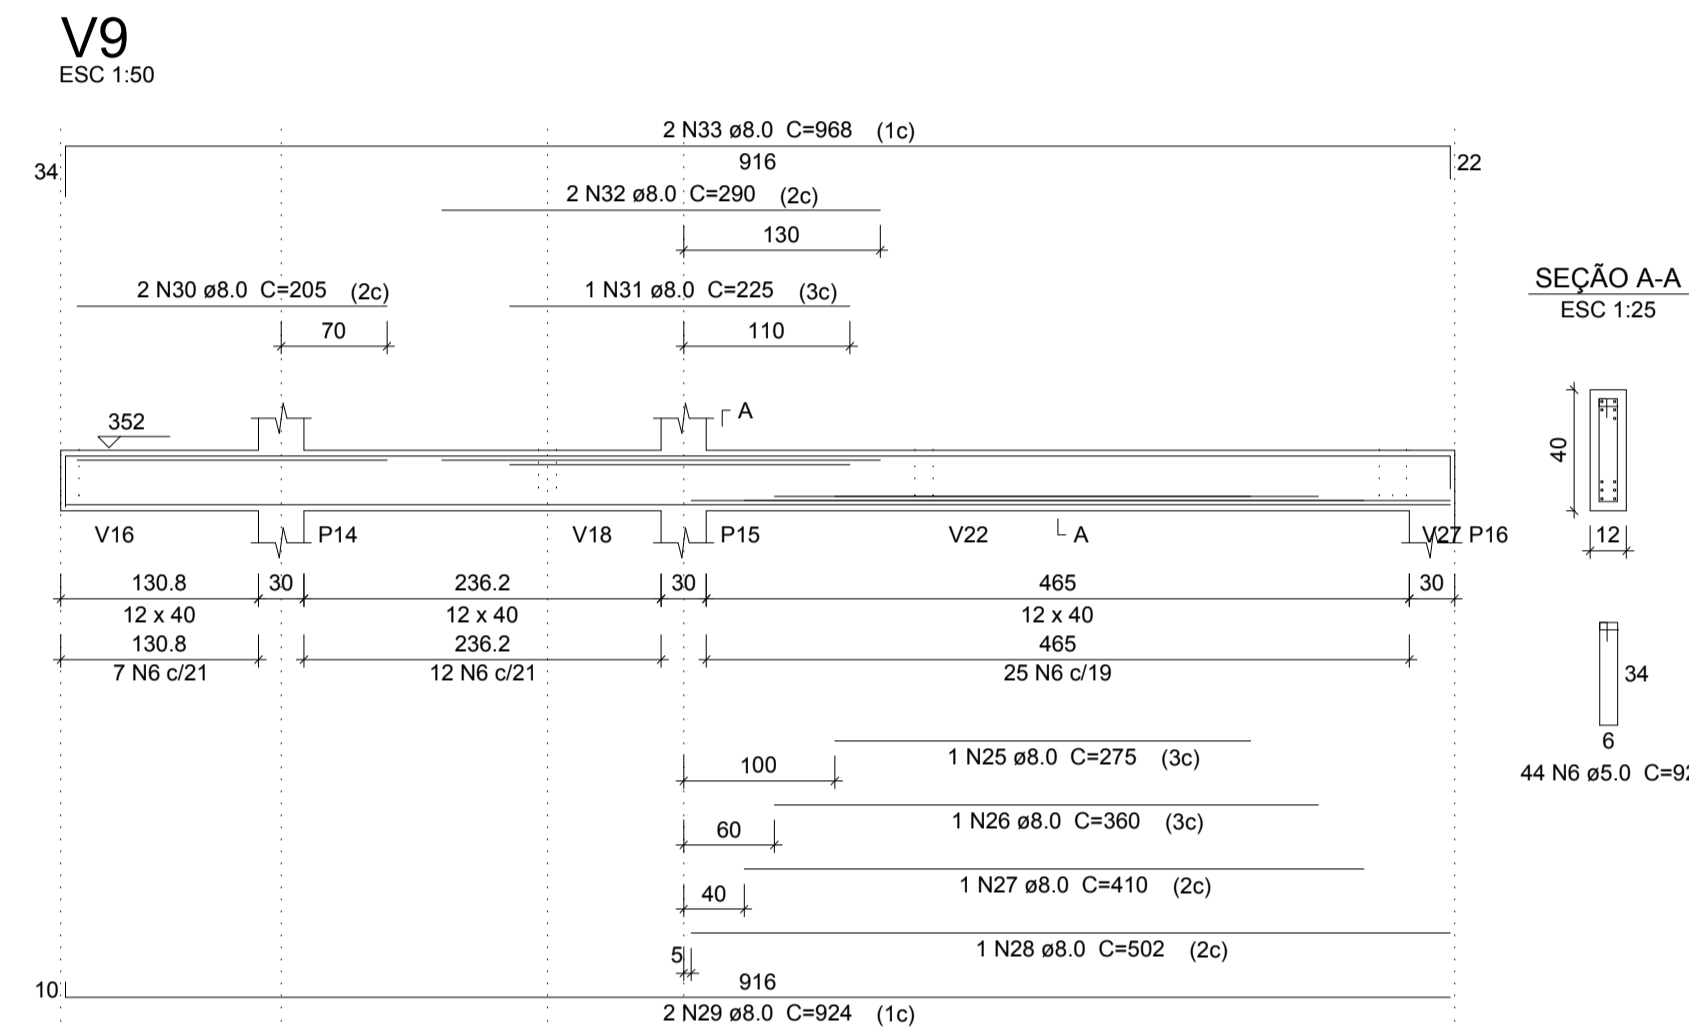 V9
ESC 1:50
2 N33 ø8.0 C=968 (1c)
34
916
22
2 N32 ø8.0 C=290 (2c)
130
2 N30 ø8.0 C=205 (2c)
1 N31 ø8.0 C=225 (3c)
70
110
SEÇÃO A-A
ESC 1:25
352
A
40
12
V16
P14
V18
P15
V22
A
V27
P16
130.8
30
236.2
30
465
30
12 x 40
12 x 40
12 x 40
130.8
236.2
465
7 N6 c/21
12 N6 c/21
25 N6 c/19
34
6
44 N6 ø5.0 C=92
1 N25 ø8.0 C=275 (3c)
100
1 N26 ø8.0 C=360 (3c)
60
1 N27 ø8.0 C=410 (2c)
40
1 N28 ø8.0 C=502 (2c)
5
10
916
2 N29 ø8.0 C=924 (1c)